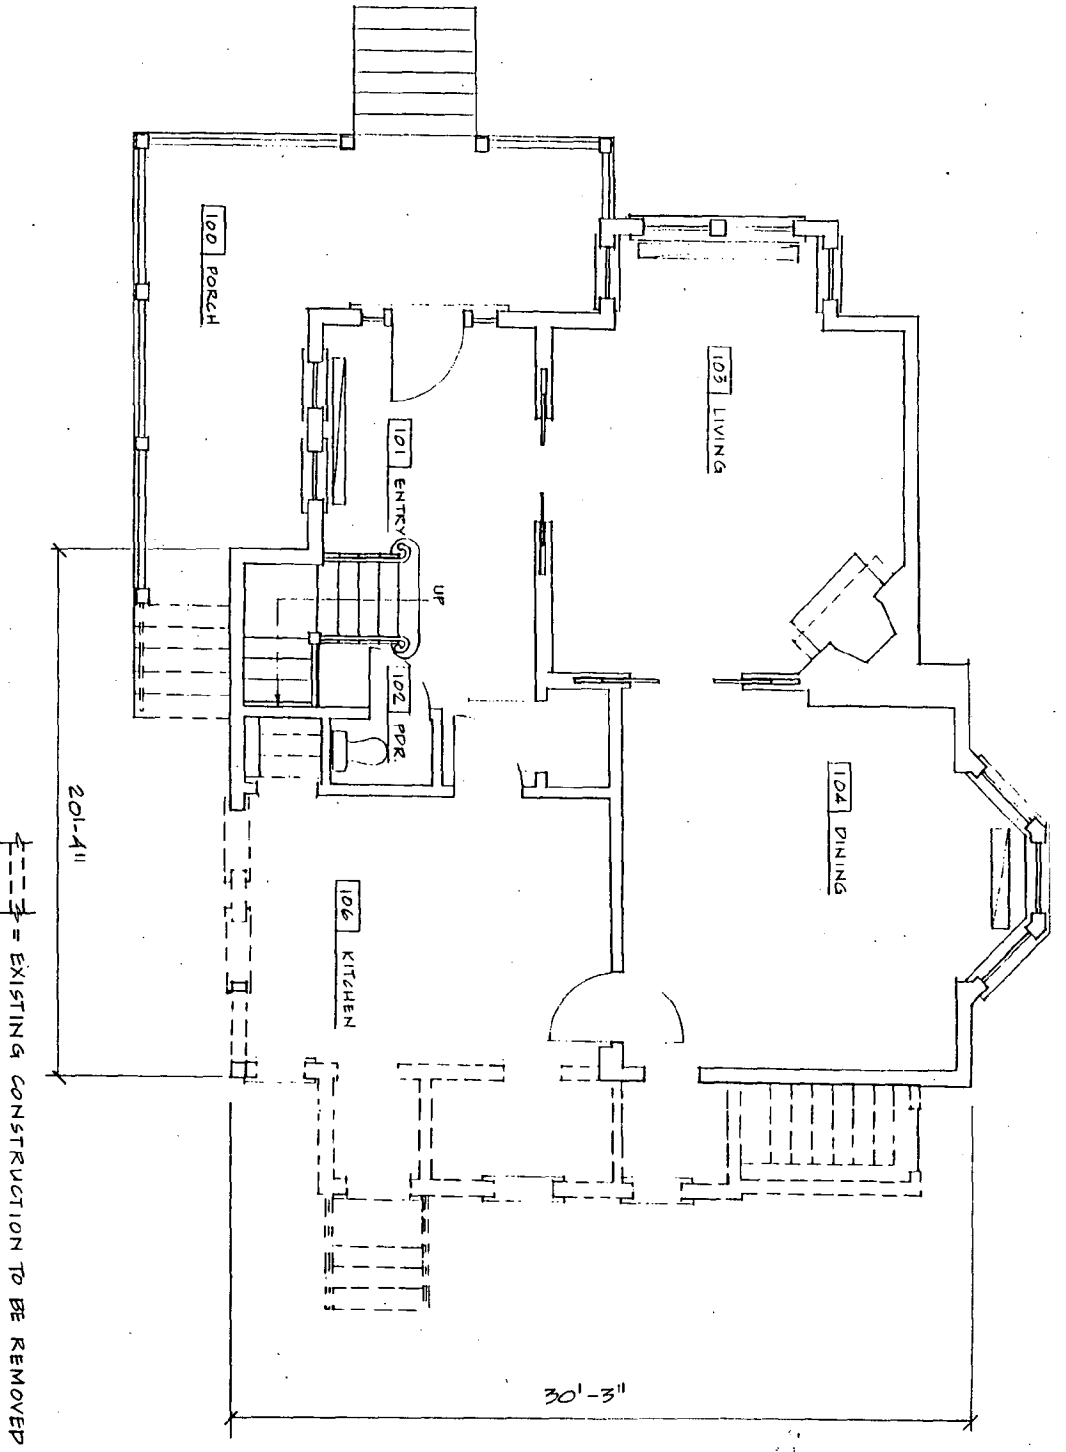 100 PORCH
103 LIVING
101 ENTRY
UP
102 PDR.
104 DINING
106 KITCHEN
20'-4"
30'-3"
= EXISTING CONSTRUCTION TO BE REMOVED